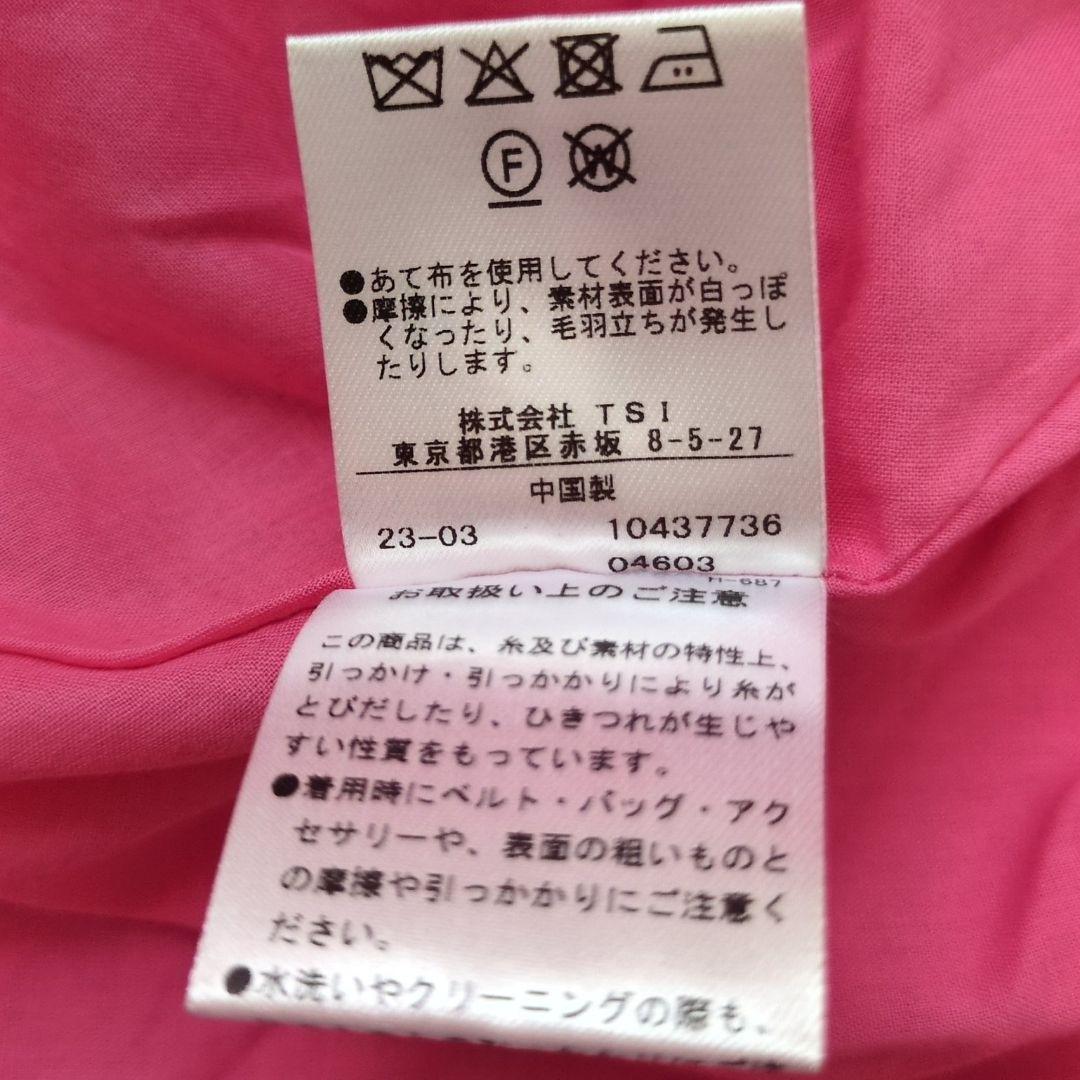 F W
●あて布を使用してください。
●摩擦により、素材表面が白っぽ
くなったり、毛羽立ちが発生し
たりします。
株式会社 TSI
東京都港区赤坂 8-5-27
中国製
23-03 10437736
04603
H-687
お取扱い上のご注意
この商品は、糸及び素材の特性上、
引っかけ・引っかかりにより糸が
とびだしたり、ひきつれが生じや
すい性質をもっています。
●着用時にベルト・バッグ・アク
セサリーや、表面の粗いものと
の摩擦や引っかかりにご注意く
ださい。
●水洗いやクリーニングの際も、